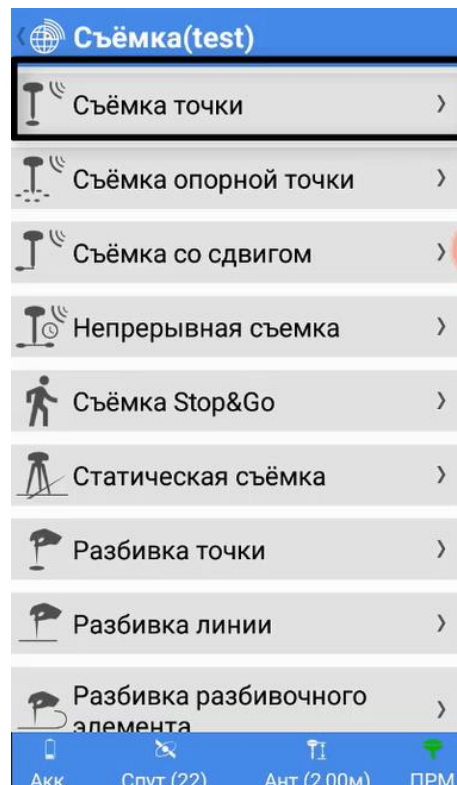 Съёмка(test)
Съёмка точки
Съёмка опорной точки
Съёмка со сдвигом
Непрерывная съемка
Съёмка Stop&Go
Статическая съёмка
Разбивка точки
Разбивка линии
Разбивка разбивочного
элемента
Акк Спут (22) Ант (2.00м) ПРМ